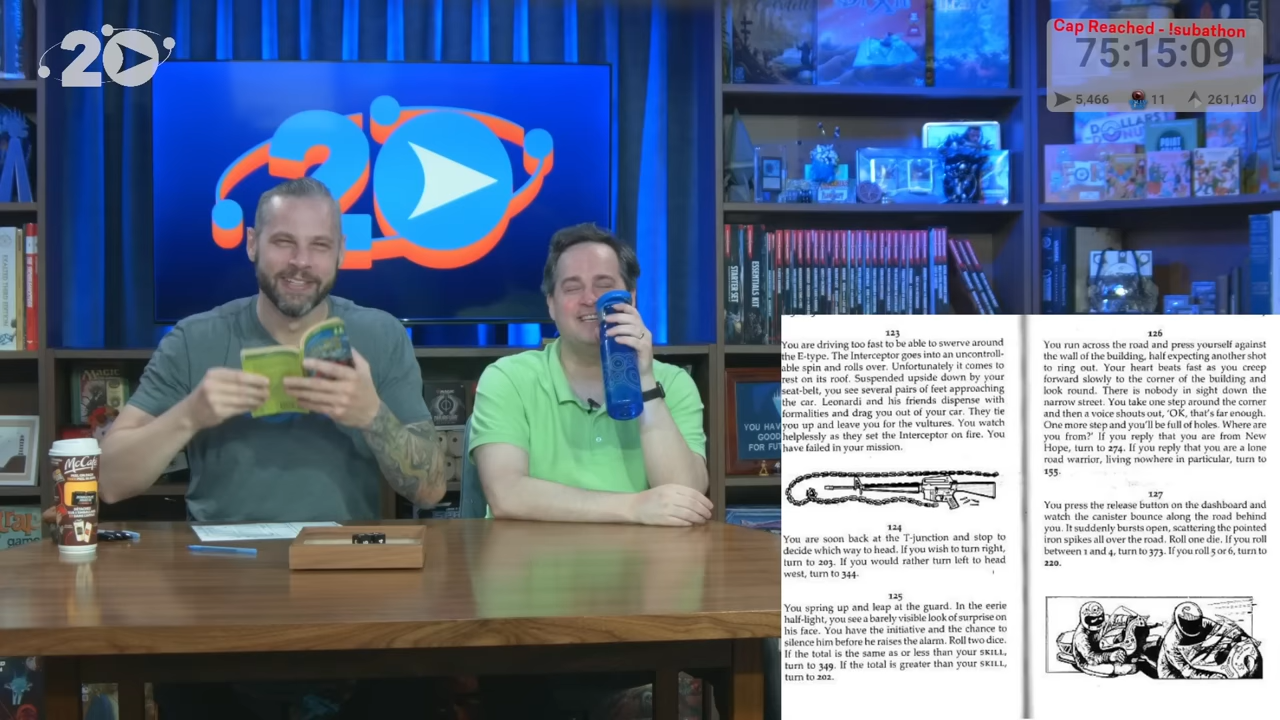 20
Cap Reached - !subathon
75:15:09
5,466
11
261,140
20
DOLLARS
STARTER SET
ESSENTIALS KIT
Magic
McCafé
YOU HAVE
GOOD
FOR FU
game
123
You are driving too fast to be able to swerve around
the E-type. The Interceptor goes into an uncontroll-
able spin and rolls over. Unfortunately it comes to
rest on its roof. Suspended upside down by your
seat-belt, you see several pairs of feet approaching
the car. Leonardi and his friends dispense with
formalities and drag you out of your car. They tie
you up and leave you for the vultures. You watch
helplessly as they set the Interceptor on fire. You
have failed in your mission.
124
You are soon back at the T-junction and stop to
decide which way to head. If you wish to turn right,
turn to 203. If you would rather turn left to head
west, turn to 344.
125
You spring up and leap at the guard. In the eerie
half-light, you see a barely visible look of surprise on
his face. You have the initiative and the chance to
silence him before he raises the alarm. Roll two dice.
If the total is the same as or less than your SKILL,
turn to 349. If the total is greater than your SKILL,
turn to 202.
126
You run across the road and press yourself against
the wall of the building, half expecting another shot
to ring out. Your heart beats fast as you creep
forward slowly to the corner of the building and
look round. There is nobody in sight down the
narrow street. You take one step around the corner
and then a voice shouts out, 'OK, that's far enough.
One more step and you'll be full of holes. Where are
you from?' If you reply that you are from New
Hope, turn to 274. If you reply that you are a lone
road warrior, living nowhere in particular, turn to
155.
127
You press the release button on the dashboard and
watch the canister bounce along the road behind
you. It suddenly bursts open, scattering the pointed
iron spikes all over the road. Roll one die. If you roll
between 1 and 4, turn to 373. If you roll 5 or 6, turn to
220.